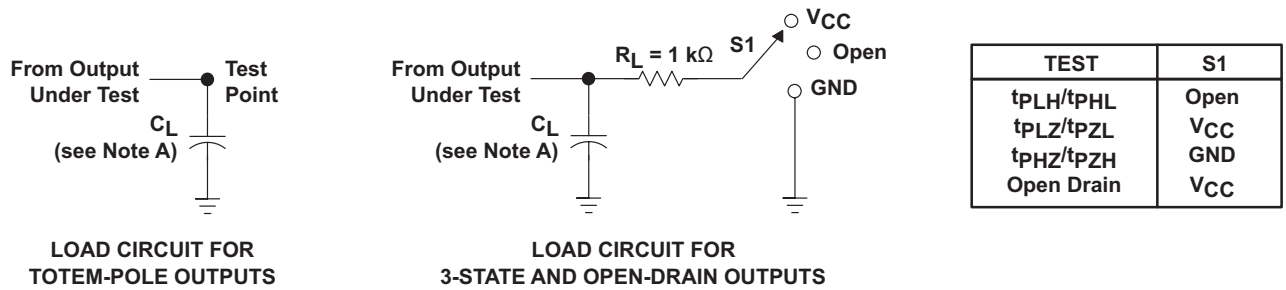 From Output
Under Test
Test
Point
CL
(see Note A)
LOAD CIRCUIT FOR
TOTEM-POLE OUTPUTS
From Output
Under Test
RL = 1 kΩ
S1
VCC
Open
GND
CL
(see Note A)
LOAD CIRCUIT FOR
3-STATE AND OPEN-DRAIN OUTPUTS
TEST S1
tPLH/tPHL Open
tPLZ/tPZL VCC
tPHZ/tPZH GND
Open Drain VCC